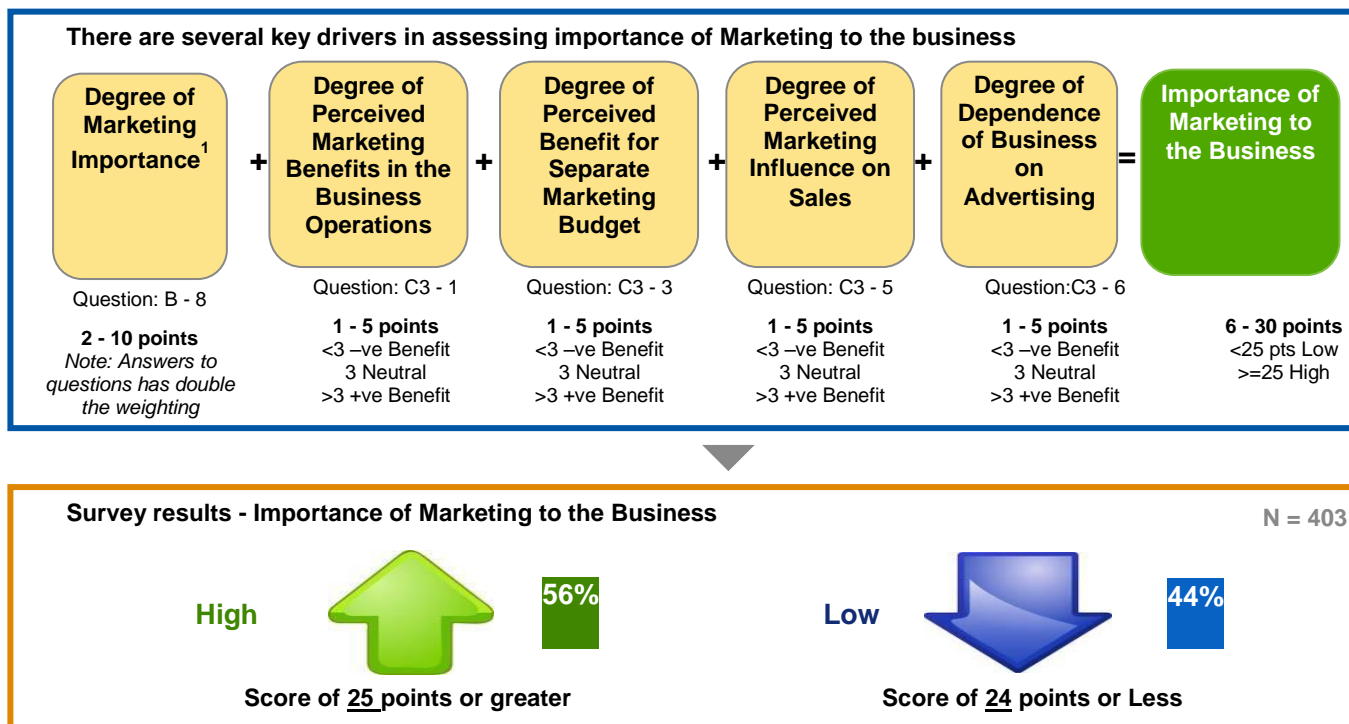 There are several key drivers in assessing importance of Marketing to the business
Degree of
Marketing
Importance1
+
Degree of
Perceived
Marketing
Benefits in the
Business
Operations
+
Degree of
Perceived
Benefit for
Separate
Marketing
Budget
+
Degree of
Perceived
Marketing
Influence on
Sales
+
Degree of
Dependence
of Business
on
Advertising
=
Importance of
Marketing to
the Business
Question: B - 8
2 - 10 points
Note: Answers to
questions has double
the weighting
Question: C3 - 1
1 - 5 points
<3 –ve Benefit
3 Neutral
>3 +ve Benefit
Question: C3 - 3
1 - 5 points
<3 –ve Benefit
3 Neutral
>3 +ve Benefit
Question: C3 - 5
1 - 5 points
<3 –ve Benefit
3 Neutral
>3 +ve Benefit
Question:C3 - 6
1 - 5 points
<3 –ve Benefit
3 Neutral
>3 +ve Benefit
6 - 30 points
<25 pts Low
>=25 High
Survey results - Importance of Marketing to the Business
N = 403
High
56%
Score of 25 points or greater
Low
44%
Score of 24 points or Less